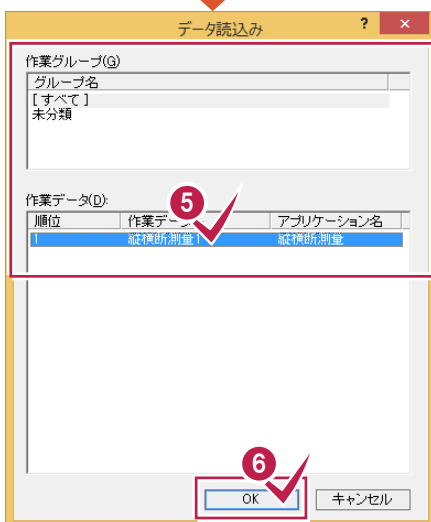 データ読込み ? ×
作業グループ(G)
グループ名
[すべて]
未分類
作業データ(D):
5
順位 作業デー アプリケーション名
1 縦横断測量1 縦横断測量
6
OK キャンセル